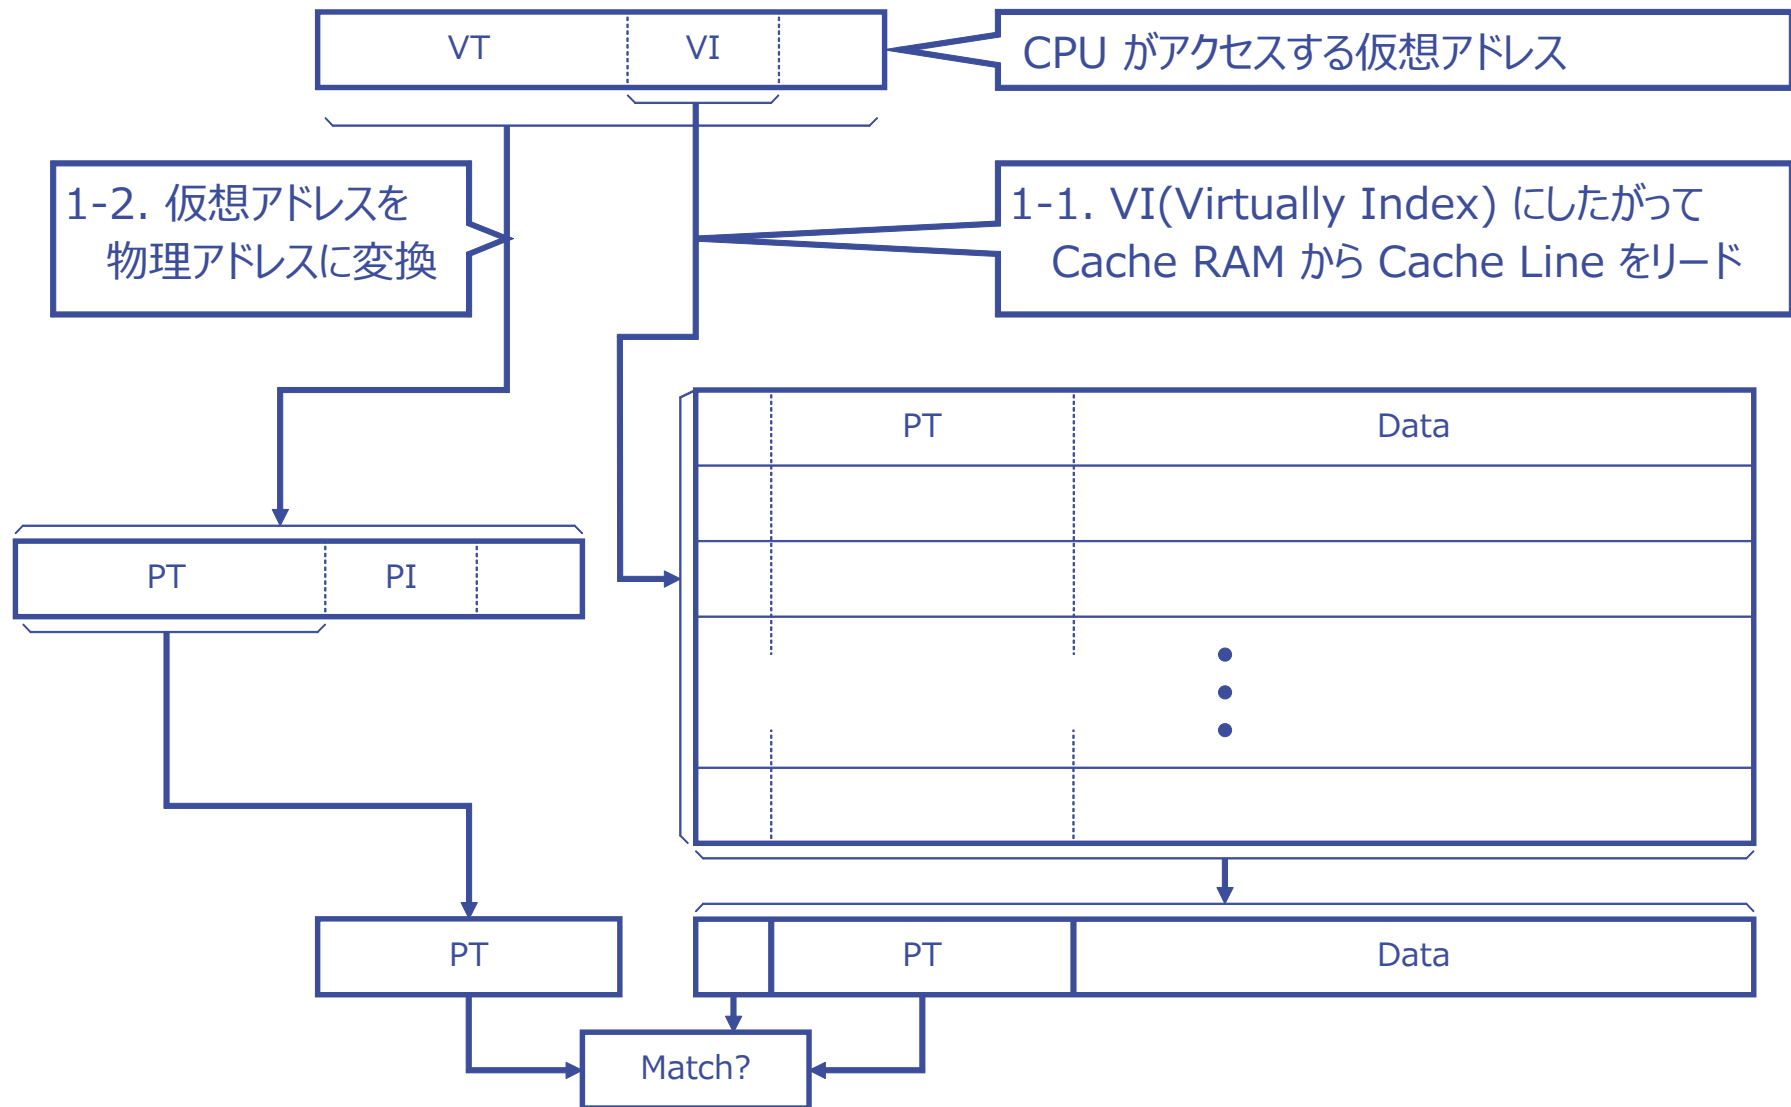 VT
VI
CPU がアクセスする仮想アドレス
1-2. 仮想アドレスを
物理アドレスに変換
1-1. VI(Virtually Index) にしたがって
Cache RAM から Cache Line をリード
PT
Data
PT
PI
PT
PT
Data
Match?